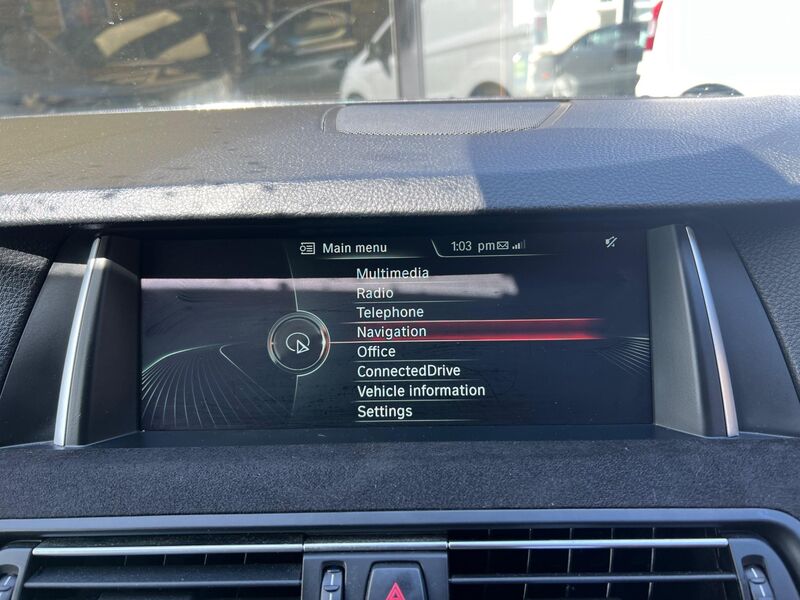 Main menu
1:03 pm
Multimedia
Radio
Telephone
Navigation
Office
ConnectedDrive
Vehicle information
Settings